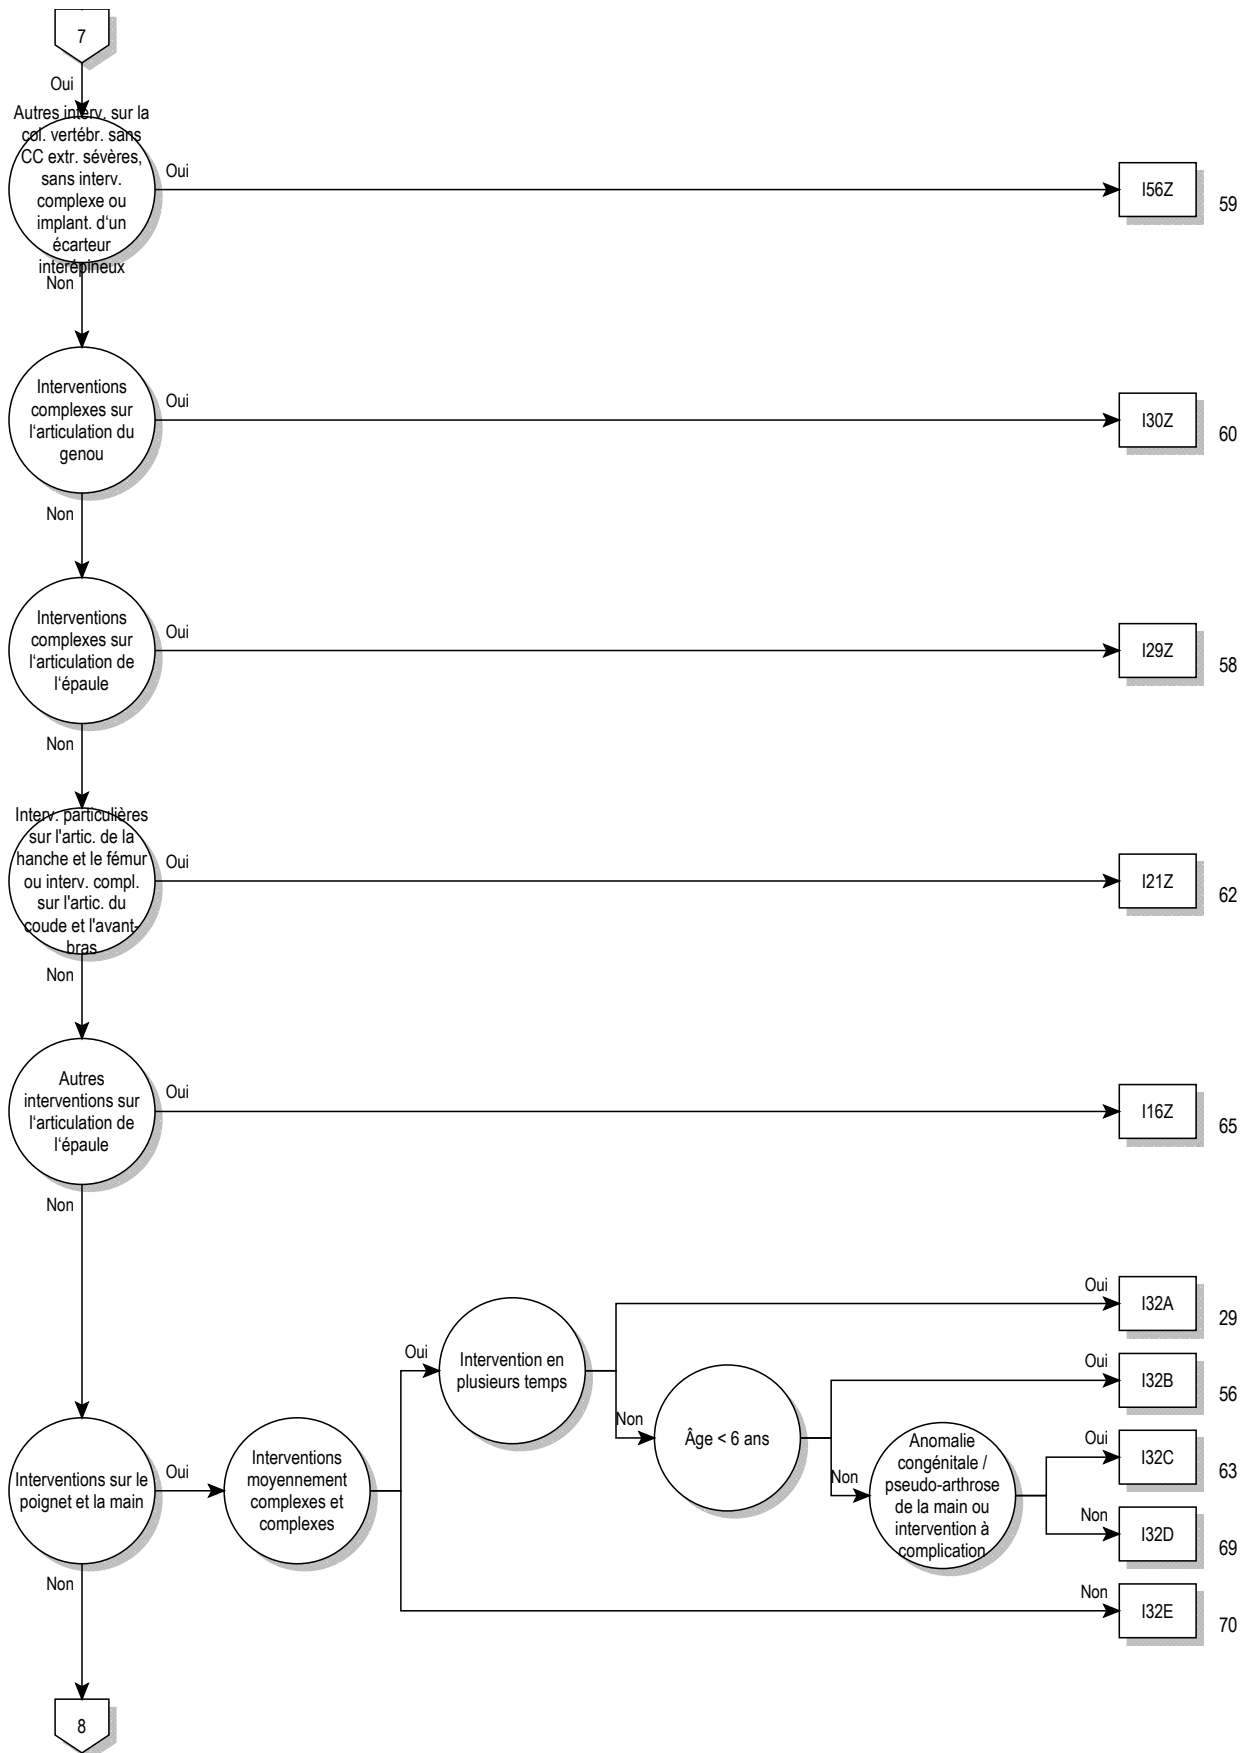 7
Oui
Autres interv. sur la
col. vertébr. sans
CC extr. sévères,
sans interv.
complexe ou
implant. d‘un
écarteur
interépineux
Oui
I56Z
59
Non
Interventions
complexes sur
l‘articulation du
genou
Oui
I30Z
60
Non
Interventions
complexes sur
l‘articulation de
l‘épaule
Oui
I29Z
58
Non
Interv. particulières
sur l'artic. de la
hanche et le fémur
ou interv. compl.
sur l'artic. du
coude et l'avant-
bras
Oui
I21Z
62
Non
Autres
interventions sur
l‘articulation de
l‘épaule
Oui
I16Z
65
Non
Interventions sur le
poignet et la main
Oui
Interventions
moyennement
complexes et
complexes
Oui
Intervention en
plusieurs temps
Oui
I32A
29
Non
Âge < 6 ans
Oui
I32B
56
Non
Anomalie
congénitale /
pseudo-arthrose
de la main ou
intervention à
complication
Oui
I32C
63
Non
I32D
69
Non
I32E
70
Non
8